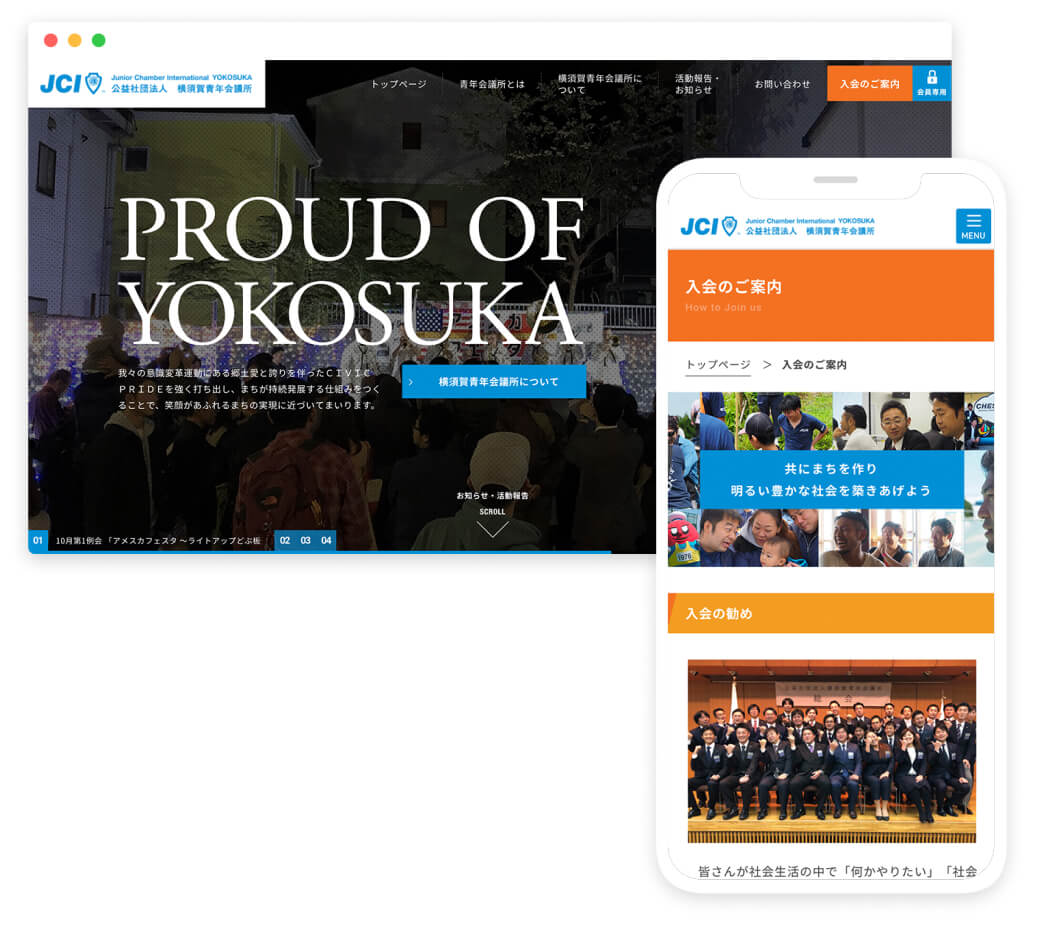 JCI
Junior Chamber International YOKOSUKA
公益社団法人 横須賀青年会議所
トップページ
青年会議所とは
横須賀青年会議所に
ついて
活動報告・
お知らせ
お問い合わせ
入会のご案内
会員専用
PROUD OF
YOKOSUKA
我々の意識変革運動にある郷土愛と誇りを伴ったＣＩＶＩＣ
ＰＲＩＤＥを強く打ち出し、まちが持続発展する仕組みをつく
ることで、笑顔があふれるまちの実現に近づいてまいります。
横須賀青年会議所について
お知らせ・活動報告
SCROLL
01
10月第1例会 「アメスカフェスタ 〜ライトアップどぶ板
02 03 04
JCI
Junior Chamber International YOKOSUKA
公益社団法人 横須賀青年会議所
MENU
入会のご案内
How to Join us
トップページ ＞ 入会のご案内
CHES
共にまちを作り
明るい豊かな社会を築きあげよう
1976
入会の勧め
総会
皆さんが社会生活の中で「何かやりたい」「社会